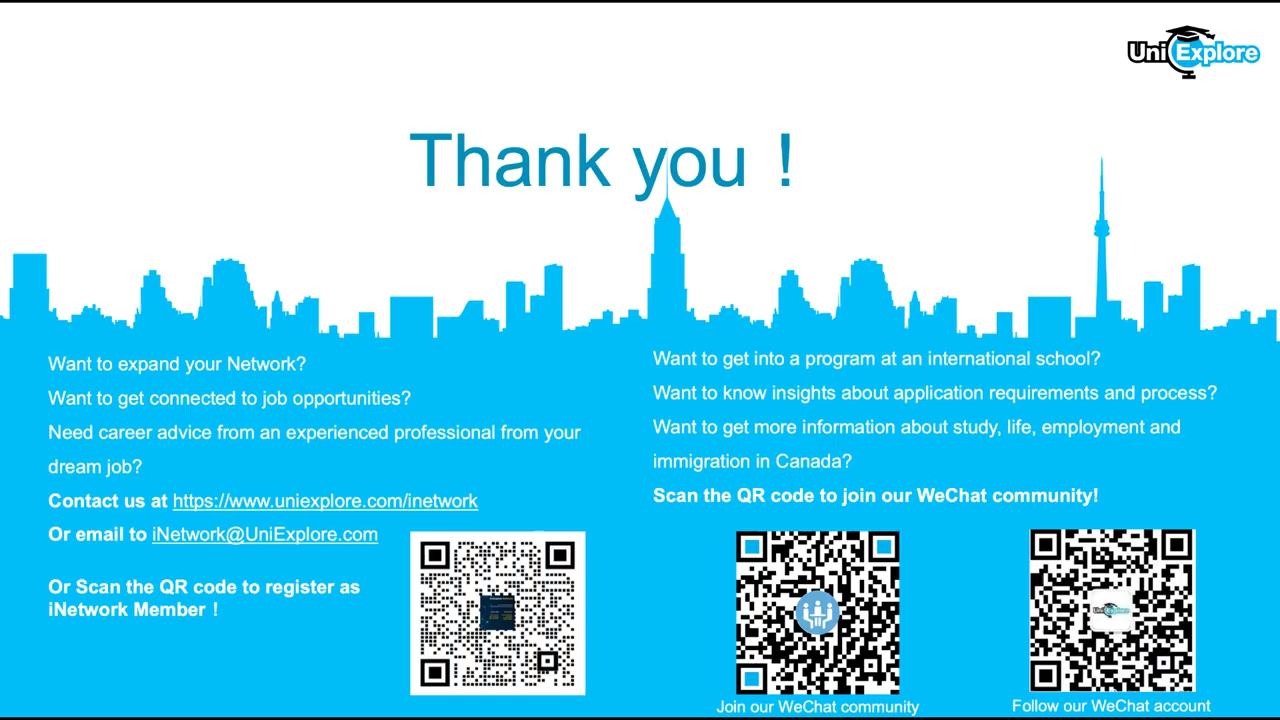 Uni Explore
Thank you !
Want to expand your Network?
Want to get connected to job opportunities?
Need career advice from an experienced professional from your
dream job?
Contact us at https://www.uniexplore.com/inetwork
Or email to iNetwork@UniExplore.com
Or Scan the QR code to register as
iNetwork Member !
Want to get into a program at an international school?
Want to know insights about application requirements and process?
Want to get more information about study, life, employment and
immigration in Canada?
Scan the QR code to join our WeChat community!
Uni Explore
Join our WeChat community
Follow our WeChat account